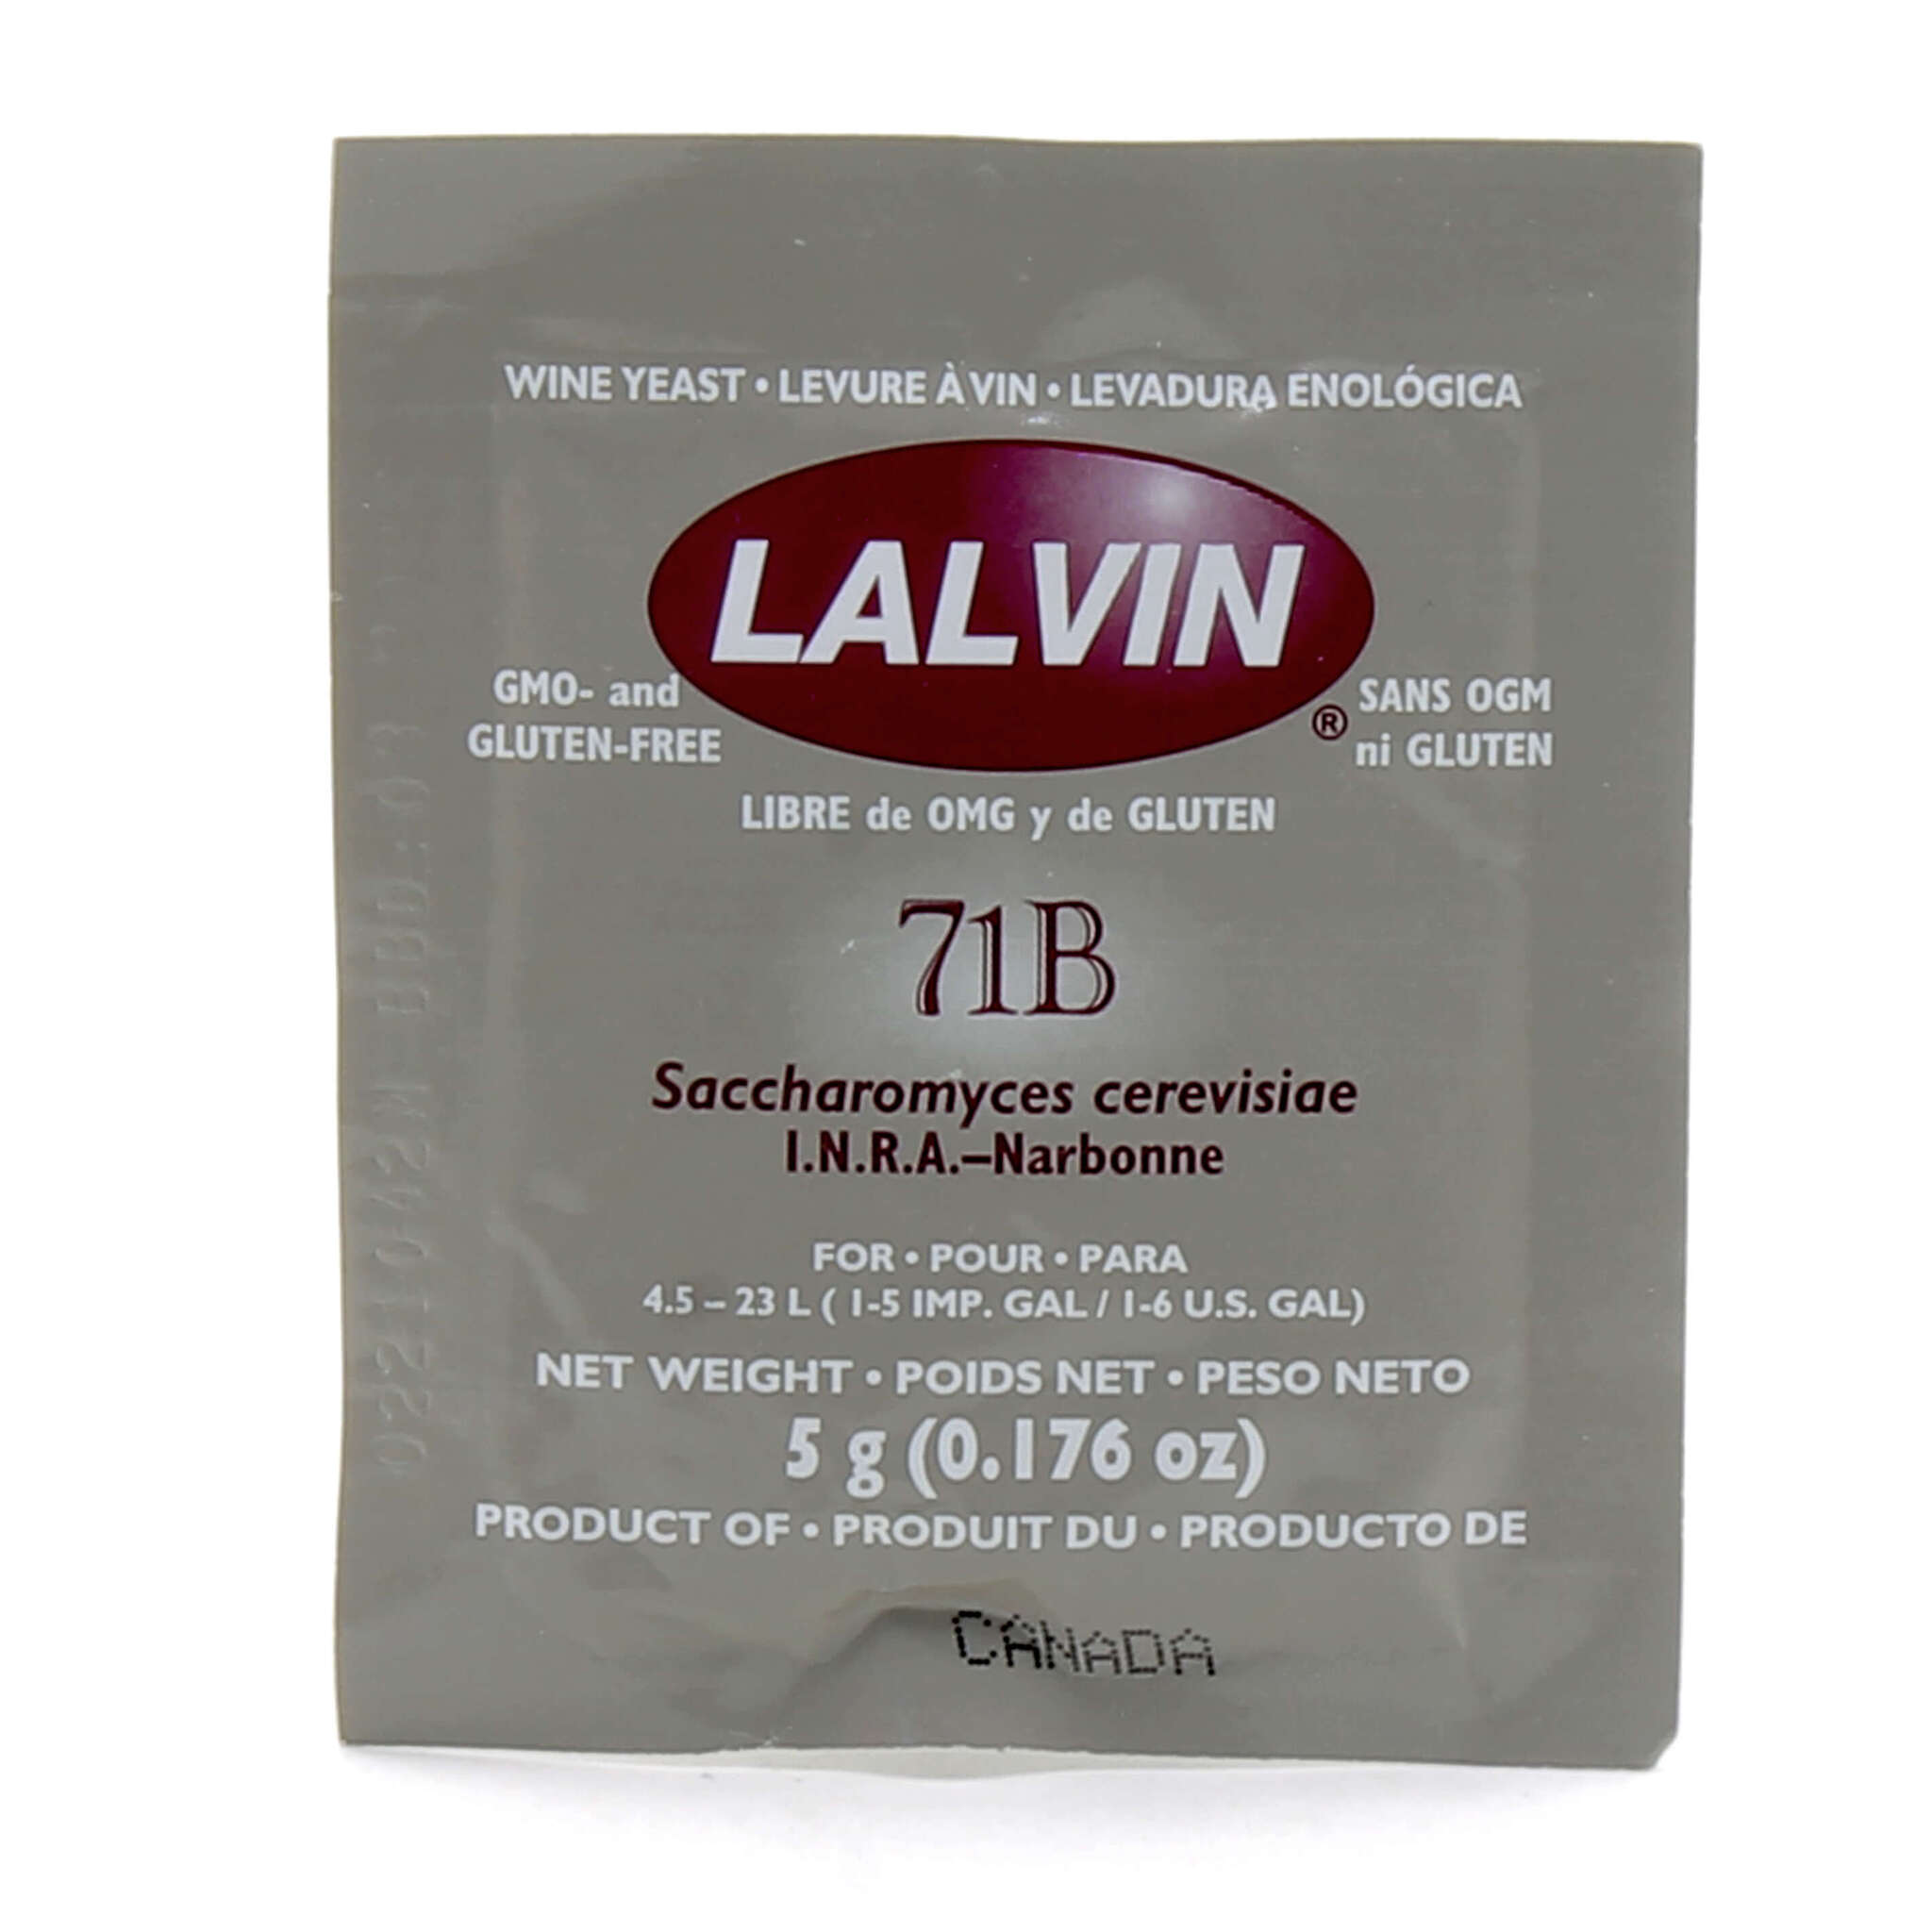 WINE YEAST • LEVURE À VIN • LEVADURA ENOLÓGICA
LALVIN®
GMO- and
GLUTEN-FREE
SANS OGM
ni GLUTEN
LIBRE de OMG y de GLUTEN
71B
Saccharomyces cerevisiae
I.N.R.A.–Narbonne
FOR • POUR • PARA
4.5 – 23 L ( 1-5 IMP. GAL / 1-6 U.S. GAL)
NET WEIGHT • POIDS NET • PESO NETO
5 g (0.176 oz)
PRODUCT OF • PRODUIT DU • PRODUCTO DE
CANADA